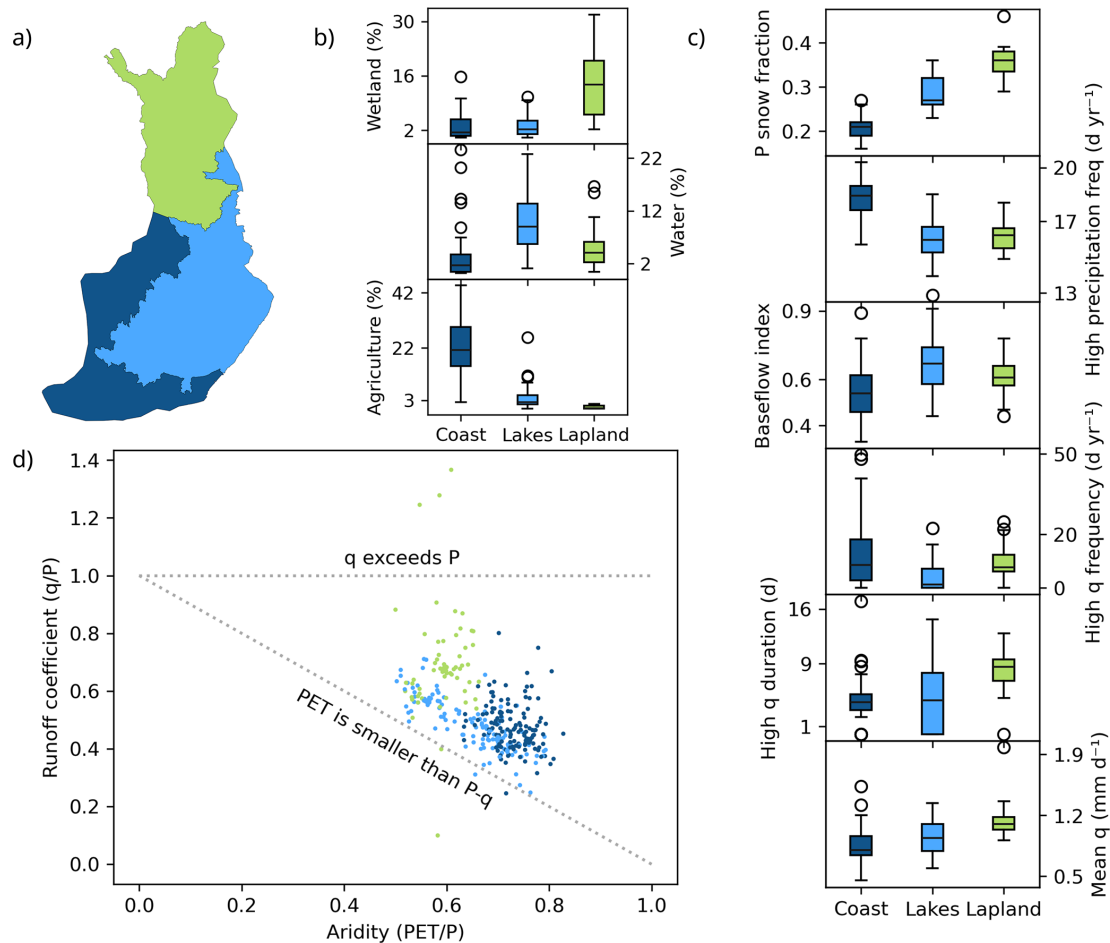 a)
b)
Wetland (%)
30
16
2
Water (%)
22
12
2
Agriculture (%)
42
22
3
Coast Lakes Lapland
c)
P snow fraction
0.4
0.3
0.2
High precipitation freq (d yr⁻¹)
20
17
13
Baseflow index
0.9
0.6
0.4
High q frequency (d yr⁻¹)
50
20
0
High q duration (d)
16
9
1
Mean q (mm d⁻¹)
1.9
1.2
0.5
Coast Lakes Lapland
d)
Runoff coefficient (q/P)
1.4
1.2
1.0
0.8
0.6
0.4
0.2
0.0
q exceeds P
PET is smaller than P-q
0.0 0.2 0.4 0.6 0.8 1.0
Aridity (PET/P)